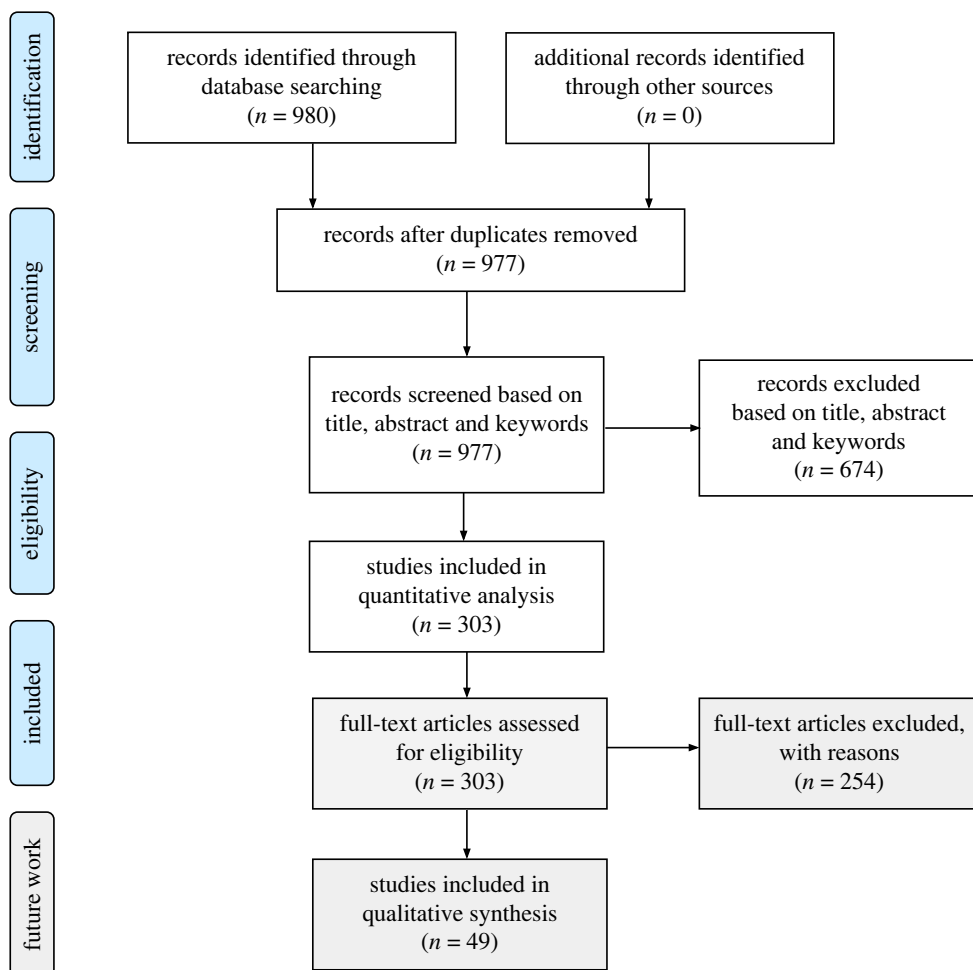 identification
records identified through
database searching
(n = 980)
additional records identified
through other sources
(n = 0)
screening
records after duplicates removed
(n = 977)
records screened based on
title, abstract and keywords
(n = 977)
records excluded
based on title, abstract
and keywords
(n = 674)
eligibility
studies included in
quantitative analysis
(n = 303)
included
full-text articles assessed
for eligibility
(n = 303)
full-text articles excluded,
with reasons
(n = 254)
future work
studies included in
qualitative synthesis
(n = 49)